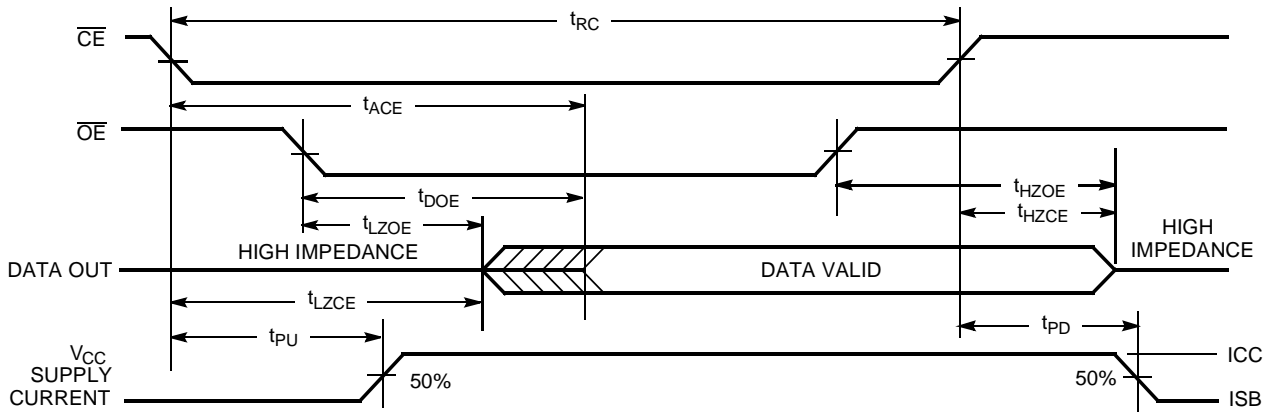 tRC
CE
tACE
OE
tDOE
tHZOE
tLZOE
tHZCE
HIGH IMPEDANCE
HIGH
IMPEDANCE
DATA OUT
DATA VALID
tLZCE
tPU
tPD
VCC
SUPPLY
CURRENT
50%
50%
ICC
ISB